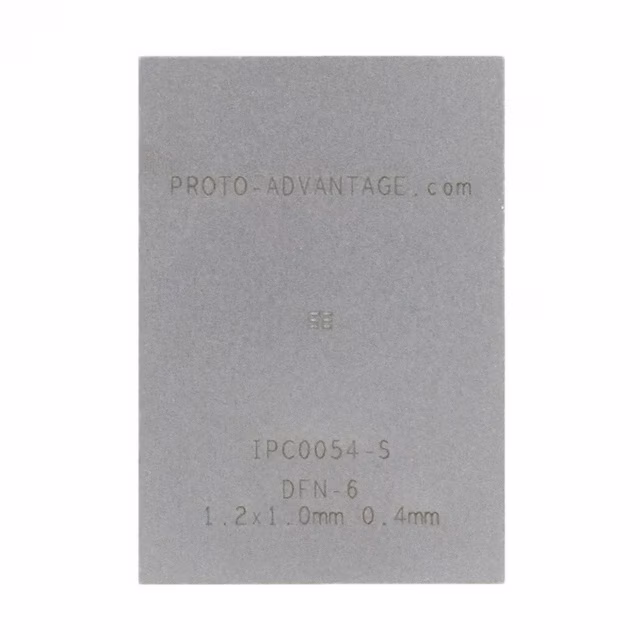 PROTO-ADVANTAGE.com
IPC0054-S
DFN-6
1.2x1.0mm 0.4mm